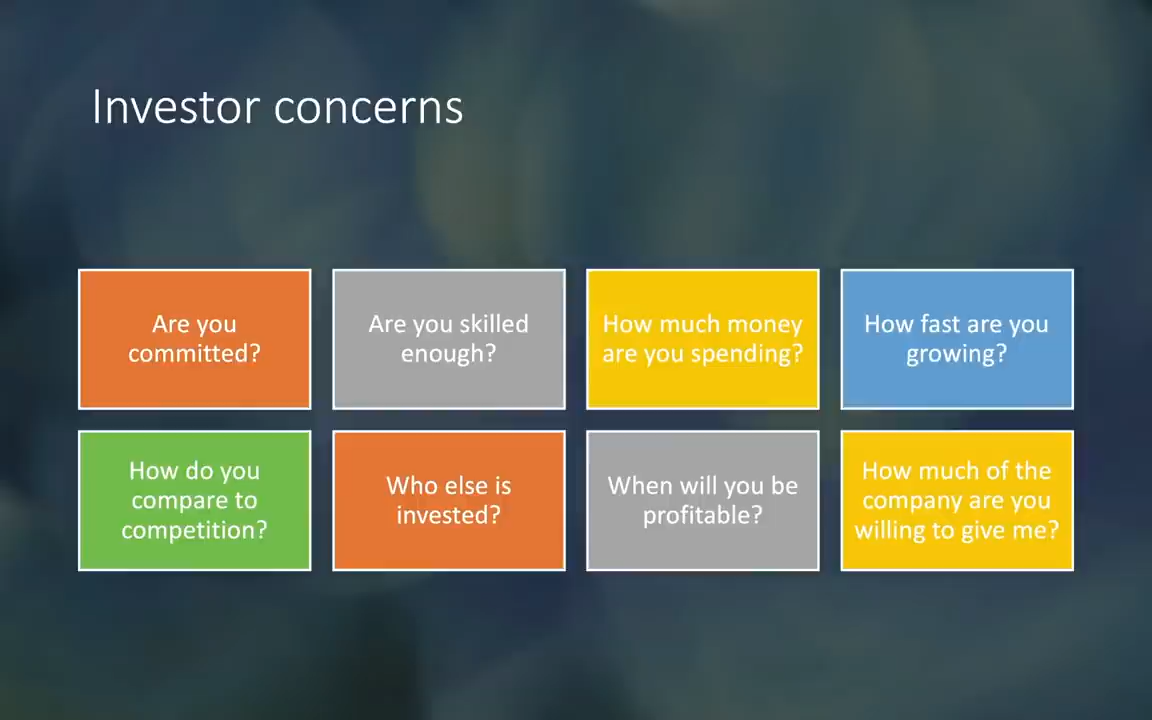 Investor concerns
Are you
committed?
Are you skilled
enough?
How much money
are you spending?
How fast are you
growing?
How do you
compare to
competition?
Who else is
invested?
When will you be
profitable?
How much of the
company are you
willing to give me?